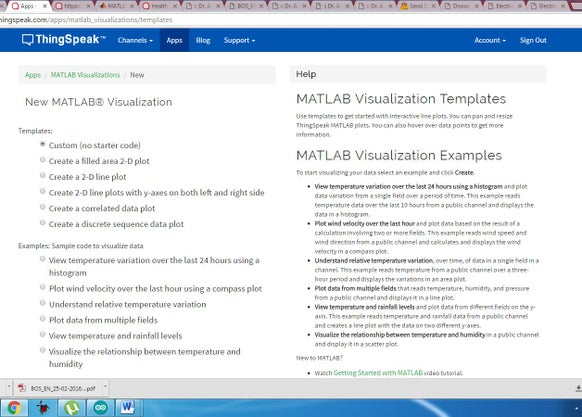 Apps
https
MATL
Health
Dr. A
BOS_E
Dr. A
Dr. A
Dr. A
Dr. A
Send S
Drona
Electri
Electri
ingspeak.com/apps/matlab_visualizations/templates
ThingSpeak™ Channels Apps Blog Support Account Sign Out
Apps / MATLAB Visualizations / New
New MATLAB® Visualization
Templates:
Custom (no starter code)
Create a filled area 2-D plot
Create a 2-D line plot
Create 2-D line plots with y-axes on both left and right side
Create a correlated data plot
Create a discrete sequence data plot
Examples: Sample code to visualize data
View temperature variation over the last 24 hours using a
histogram
Plot wind velocity over the last hour using a compass plot
Understand relative temperature variation
Plot data from multiple fields
View temperature and rainfall levels
Visualize the relationship between temperature and
humidity
Help
MATLAB Visualization Templates
Use templates to get started with interactive line plots. You can pan and resize
ThingSpeak MATLAB plots. You can also hover over data points to get more
information.
MATLAB Visualization Examples
To start visualizing your data select an example and click Create.
View temperature variation over the last 24 hours using a histogram and plot
data variation from a single field over a period of time. This example reads
temperature data over the last 10 hours from a public channel and displays the
data in a histogram.
Plot wind velocity over the last hour and plot data based on the result of a
calculation involving two or more fields. This example reads wind speed and
wind direction from a public channel and calculates and displays the wind
velocity in a compass plot.
Understand relative temperature variation, over time, of data in a single field in a
channel. This example reads temperature from a public channel over a three-
hour period and displays the variations in an area plot.
Plot data from multiple fields that reads temperature, humidity, and pressure
from a public channel and displays it in a line plot.
View temperature and rainfall levels and plot data from different fields on the y-
axis. This example reads temperature and rainfall data from a public channel
and creates a line plot with the data on two different y-axes.
Visualize the relationship between temperature and humidity in a public channel
and display it in a scatter plot.
New to MATLAB?
Watch Getting Started with MATLAB video tutorial.
BOS_BN_25-02-2016....pdf